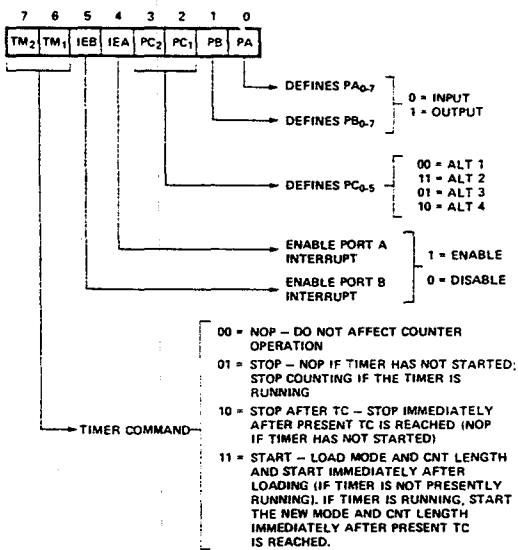 7 6 5 4 3 2 1 0
TM2 TM1 IEB IEA PC2 PC1 PB PA
DEFINES PA0-7
DEFINES PB0-7
0 = INPUT
1 = OUTPUT
DEFINES PC0-5
00 = ALT 1
11 = ALT 2
01 = ALT 3
10 = ALT 4
ENABLE PORT A
INTERRUPT
ENABLE PORT B
INTERRUPT
1 = ENABLE
0 = DISABLE
TIMER COMMAND
00 = NOP – DO NOT AFFECT COUNTER
OPERATION
01 = STOP – NOP IF TIMER HAS NOT STARTED;
STOP COUNTING IF THE TIMER IS
RUNNING
10 = STOP AFTER TC – STOP IMMEDIATELY
AFTER PRESENT TC IS REACHED (NOP
IF TIMER HAS NOT STARTED)
11 = START – LOAD MODE AND CNT LENGTH
AND START IMMEDIATELY AFTER
LOADING (IF TIMER IS NOT PRESENTLY
RUNNING). IF TIMER IS RUNNING, START
THE NEW MODE AND CNT LENGTH
IMMEDIATELY AFTER PRESENT TC
IS REACHED.